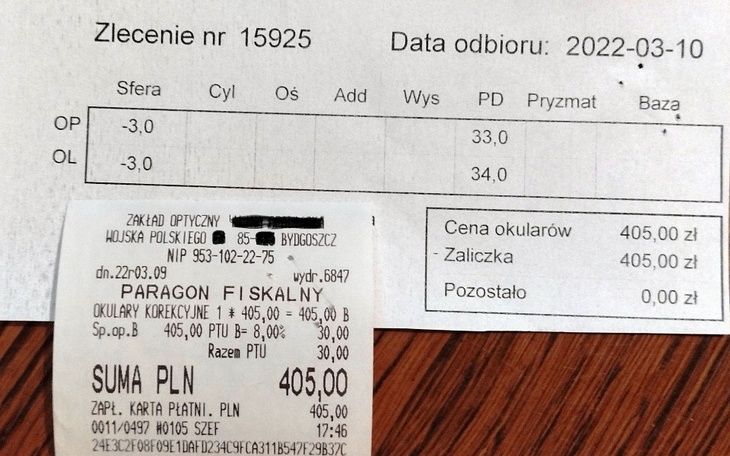 Zlecenie nr 15925 Data odbioru: 2022-03-10
Sfera Cyl Oś Add Wys PD Pryzmat Baza
OP -3,0 33,0
OL -3,0 34,0
Cena okularów 405,00 zł
Zaliczka 405,00 zł
Pozostało 0,00 zł
ZAKŁAD OPTYCZNY
WOJSKA POLSKIEGO 85- BYDGOSZCZ
NIP 953-102-22-75
dn.22r03.09 wydr.6847
PARAGON FISKALNY
OKULARY KOREKCYJNE 1 * 405,00 = 405,00 B
Sp.op.B 405,00 PTU B= 8,00% 30,00
Razem PTU 30,00
SUMA PLN 405,00
ZAPŁ. KARTA PŁATNI. PLN 405,00
0011/0497 #0105 SZEF 17:46
24E3C2F08F09E1DAFD234C9FCA311B547F29B37C